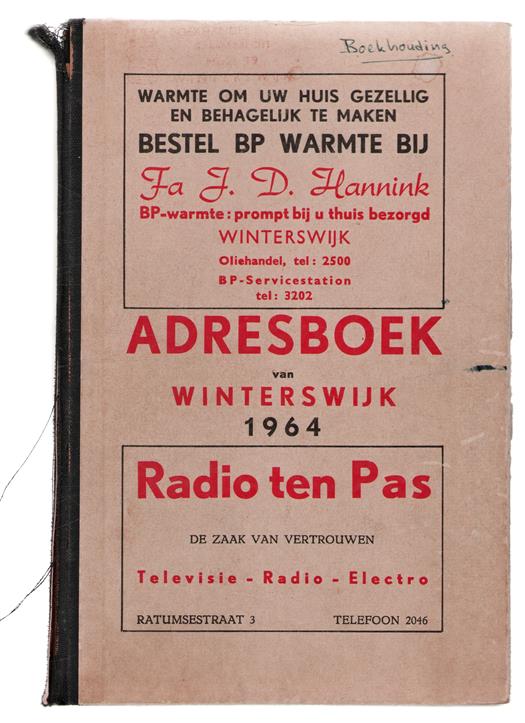 Boekhouding
WARMTE OM UW HUIS GEZELLIG
EN BEHAGELIJK TE MAKEN
BESTEL BP WARMTE BIJ
Fa J. D. Hannink
BP-warmte: prompt bij u thuis bezorgd
WINTERSWIJK
Oliehandel, tel: 2500
BP-Servicestation
tel: 3202
ADRESBOEK
van
WINTERSWIJK
1964
Radio ten Pas
DE ZAAK VAN VERTROUWEN
Televisie - Radio - Electro
RATUMSESTRAAT 3 TELEFOON 2046